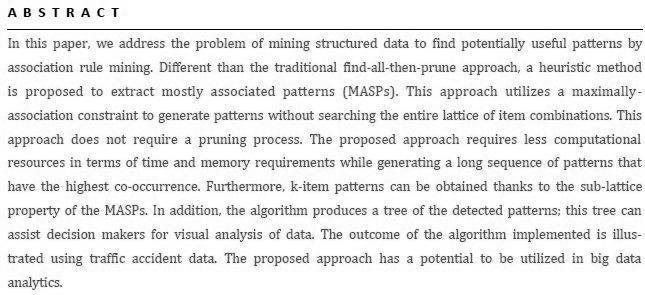 ABSTRACT
In this paper, we address the problem of mining structured data to find potentially useful patterns by
association rule mining. Different than the traditional find-all-then-prune approach, a heuristic method
is proposed to extract mostly associated patterns (MASPs). This approach utilizes a maximally-
association constraint to generate patterns without searching the entire lattice of item combinations. This
approach does not require a pruning process. The proposed approach requires less computational
resources in terms of time and memory requirements while generating a long sequence of patterns that
have the highest co-occurrence. Furthermore, k-item patterns can be obtained thanks to the sub-lattice
property of the MASPs. In addition, the algorithm produces a tree of the detected patterns; this tree can
assist decision makers for visual analysis of data. The outcome of the algorithm implemented is illus-
trated using traffic accident data. The proposed approach has a potential to be utilized in big data
analytics.